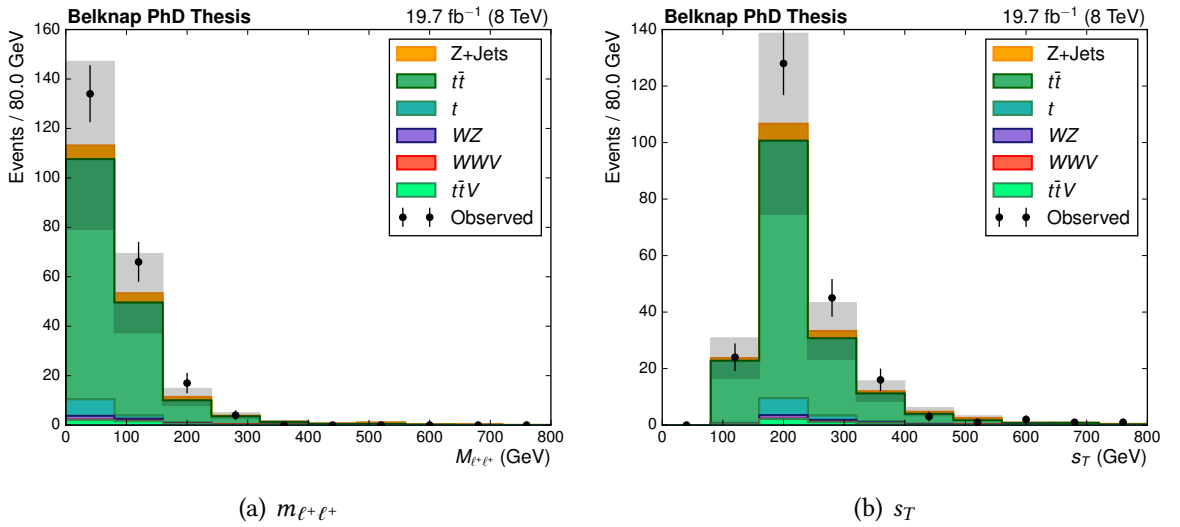 Belknap PhD Thesis 19.7 fb⁻¹ (8 TeV)
Events / 80.0 GeV
160
140
120
100
80
60
40
20
0
Z+Jets
tt̄
t
WZ
WWV
tt̄V
Observed
0 100 200 300 400 500 600 700 800
M_ℓ⁺ℓ⁺ (GeV)
(a) m_ℓ⁺ℓ⁺
Belknap PhD Thesis 19.7 fb⁻¹ (8 TeV)
Events / 80.0 GeV
140
120
100
80
60
40
20
0
Z+Jets
tt̄
t
WZ
WWV
tt̄V
Observed
0 100 200 300 400 500 600 700 800
s_T (GeV)
(b) s_T